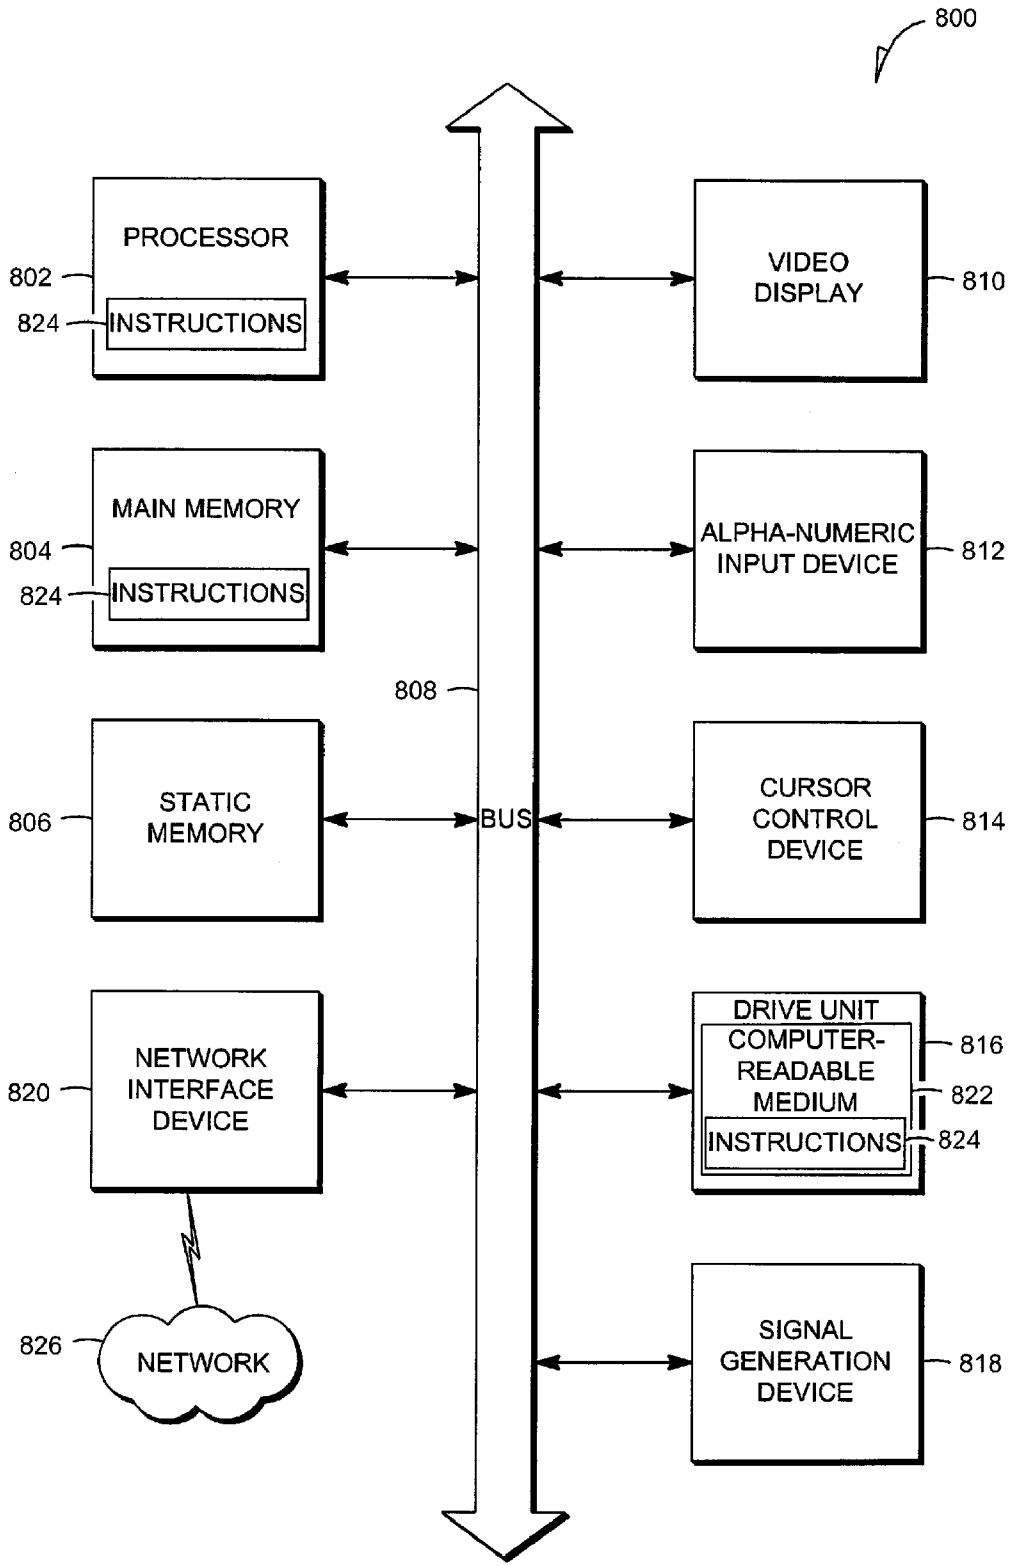 800
PROCESSOR
802
824
INSTRUCTIONS
MAIN MEMORY
804
824
INSTRUCTIONS
808
STATIC
MEMORY
806
BUS
NETWORK
INTERFACE
DEVICE
820
826
NETWORK
VIDEO
DISPLAY
810
ALPHA-NUMERIC
INPUT DEVICE
812
CURSOR
CONTROL
DEVICE
814
DRIVE UNIT
816
COMPUTER-
READABLE
MEDIUM
822
INSTRUCTIONS
824
SIGNAL
GENERATION
DEVICE
818